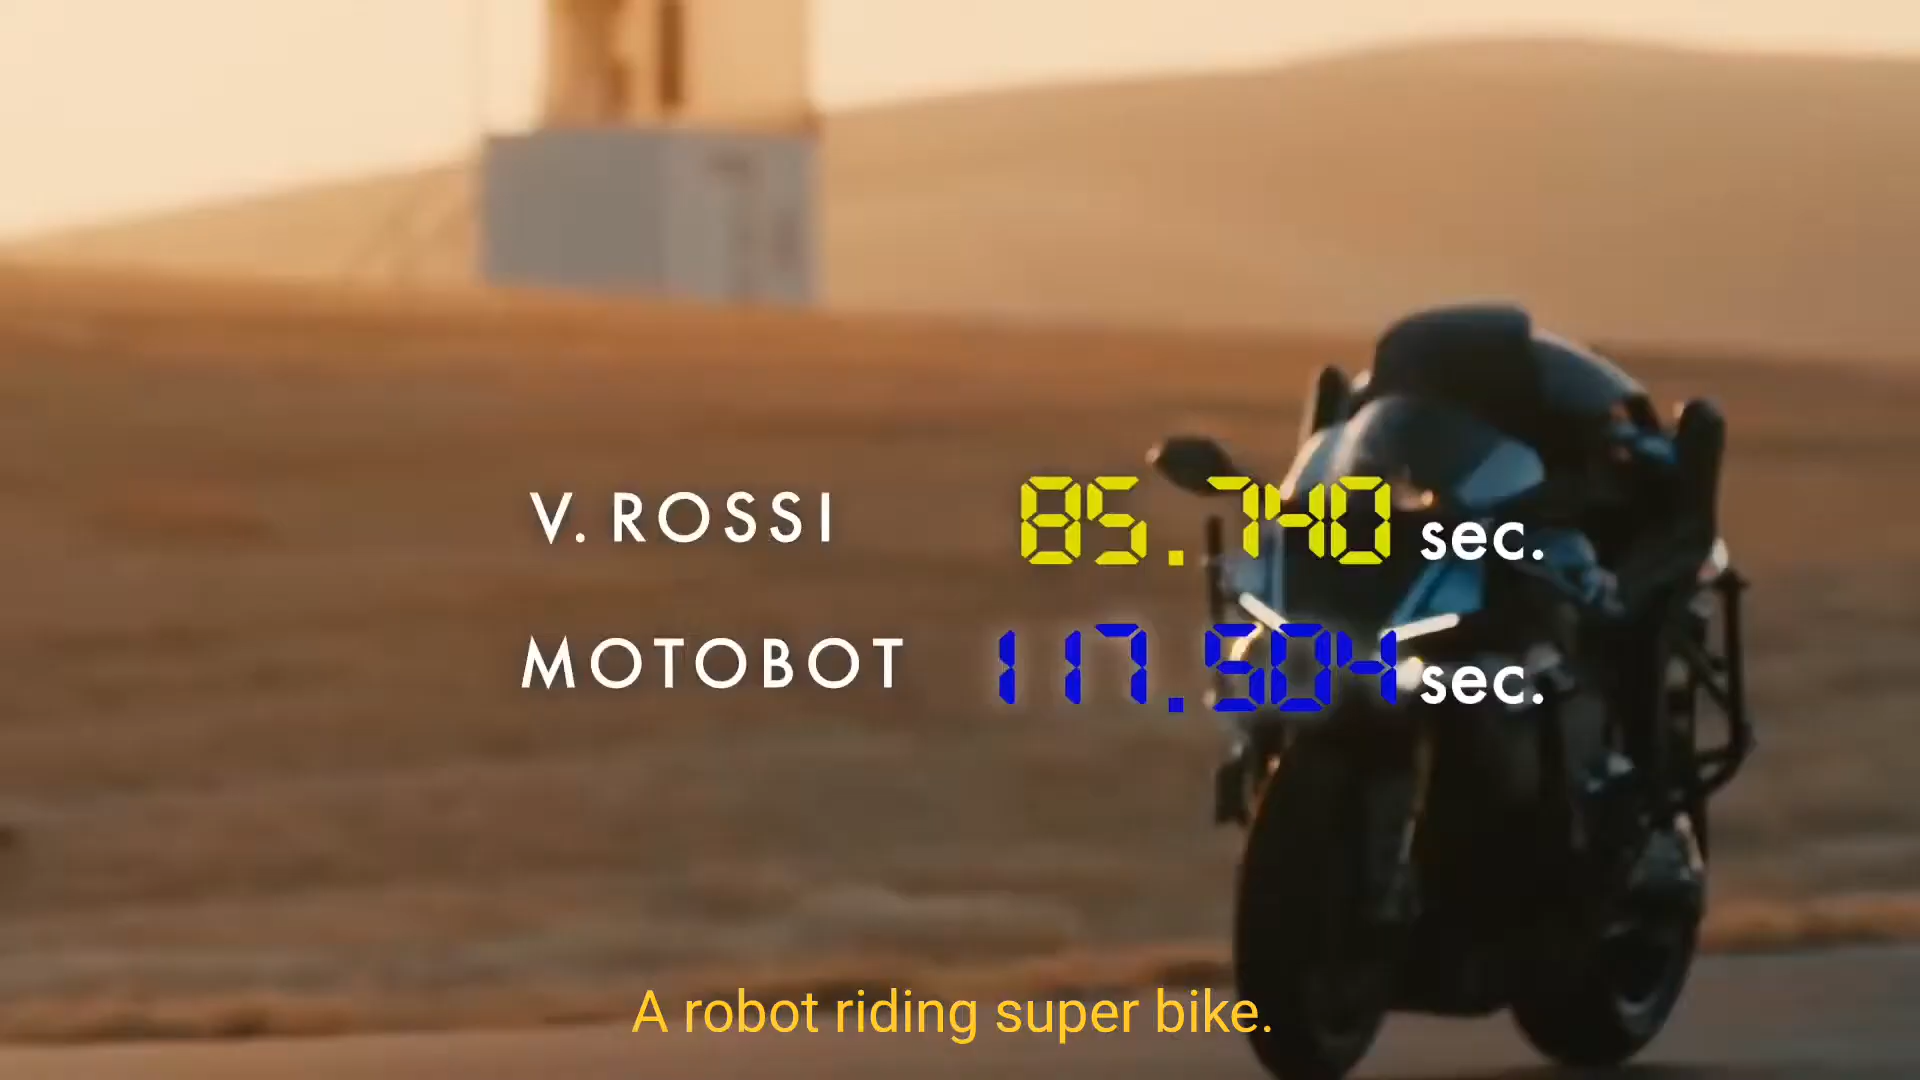 V. ROSSI 85.740 sec.
MOTOBOT 117.504 sec.
A robot riding super bike.